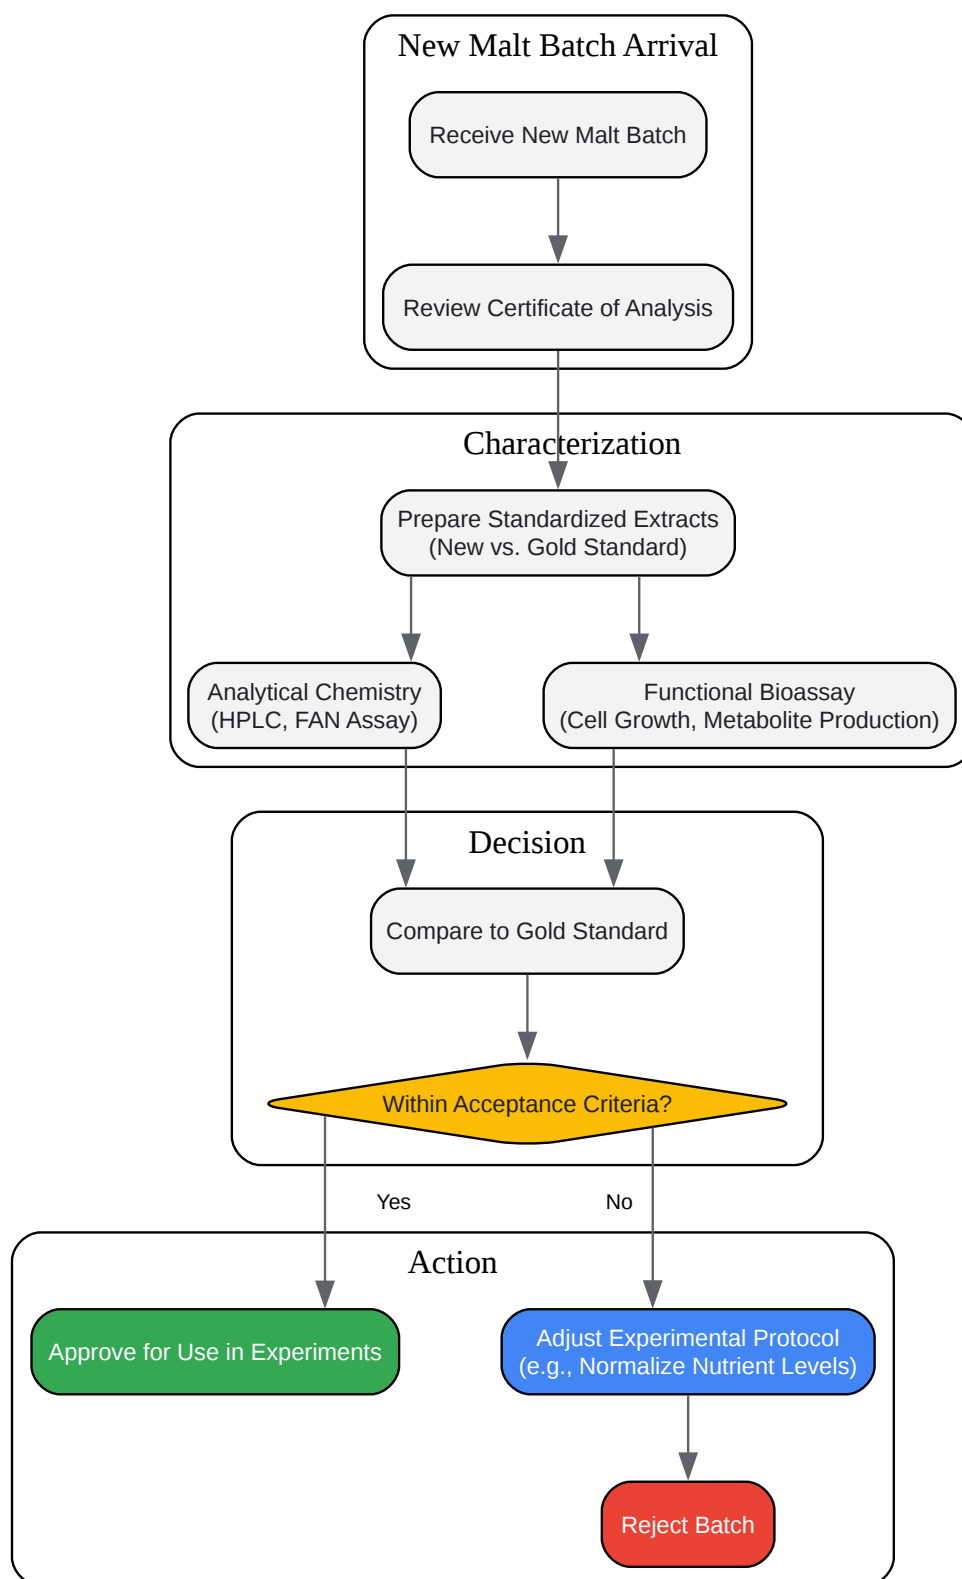 New Malt Batch Arrival
Receive New Malt Batch
Review Certificate of Analysis
Characterization
Prepare Standardized Extracts
(New vs. Gold Standard)
Analytical Chemistry
(HPLC, FAN Assay)
Functional Bioassay
(Cell Growth, Metabolite Production)
Decision
Compare to Gold Standard
Within Acceptance Criteria?
Yes
No
Action
Approve for Use in Experiments
Adjust Experimental Protocol
(e.g., Normalize Nutrient Levels)
Reject Batch